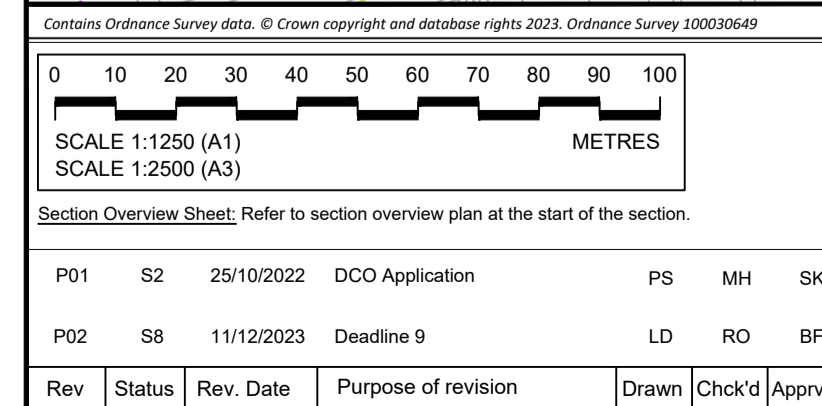 Contains Ordnance Survey data. © Crown copyright and database rights 2023. Ordnance Survey 100030649
0 10 20 30 40 50 60 70 80 90 100
SCALE 1:1250 (A1) METRES
SCALE 1:2500 (A3)
Section Overview Sheet: Refer to section overview plan at the start of the section.
P01 S2 25/10/2022 DCO Application PS MH SK
P02 S8 11/12/2023 Deadline 9 LD RO BF
Rev Status Rev. Date Purpose of revision Drawn Chck'd Apprv